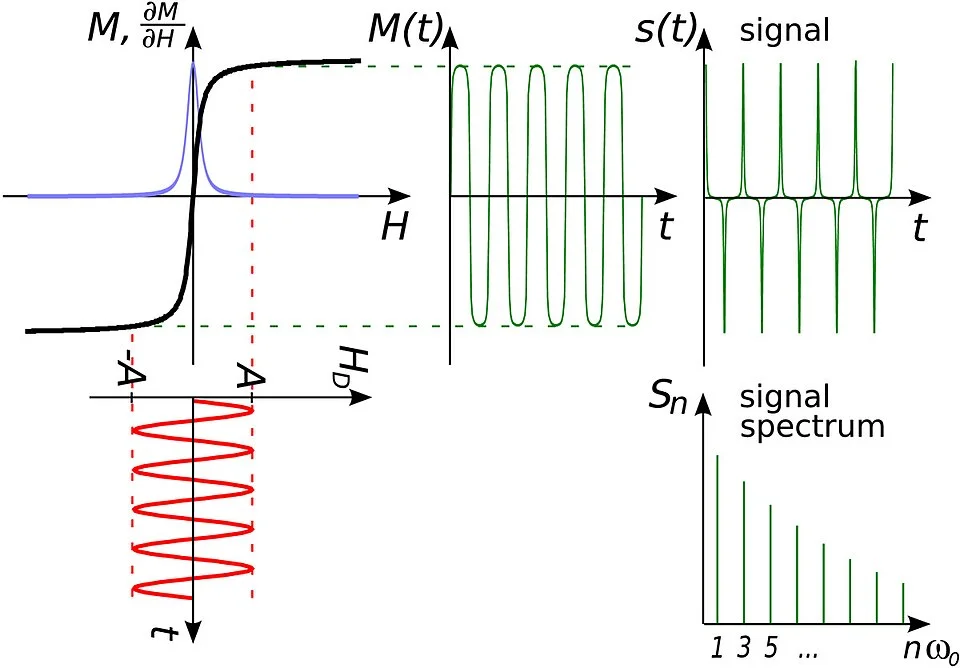 M, ∂M/∂H
M(t)
s(t)
signal
H
t
t
-A
A
H_D
t
S_n
signal
spectrum
1 3 5 ...
nω_0